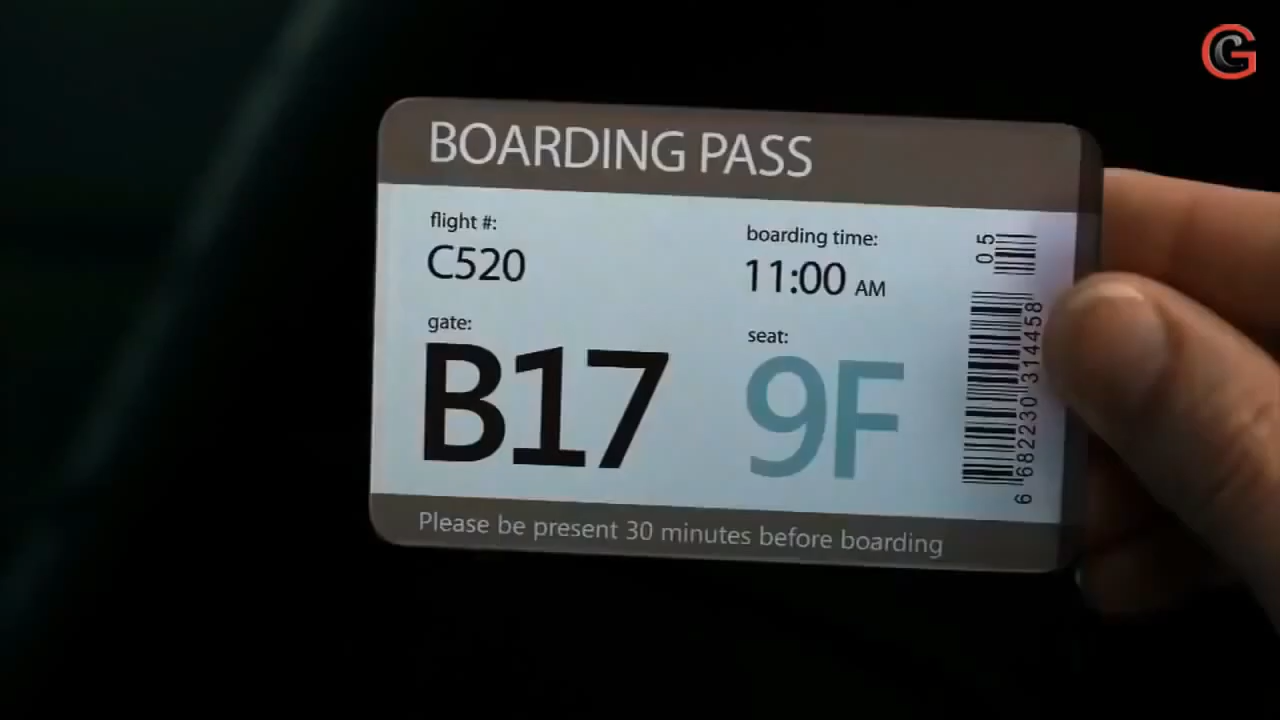 BOARDING PASS
flight #:
C520
boarding time:
11:00 AM
gate:
B17
seat:
9F
05
6 682230 314458
Please be present 30 minutes before boarding
G